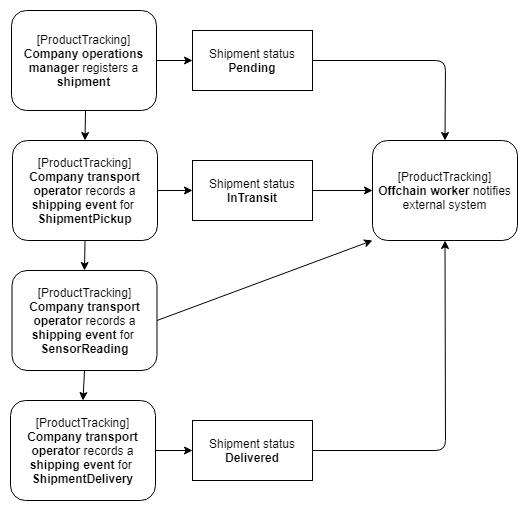 [ProductTracking]
Company operations
manager registers a
shipment
Shipment status
Pending
[ProductTracking]
Company transport
operator records a
shipping event for
ShipmentPickup
Shipment status
InTransit
[ProductTracking]
Offchain worker notifies
external system
[ProductTracking]
Company transport
operator records a
shipping event for
SensorReading
[ProductTracking]
Company transport
operator records a
shipping event for
ShipmentDelivery
Shipment status
Delivered